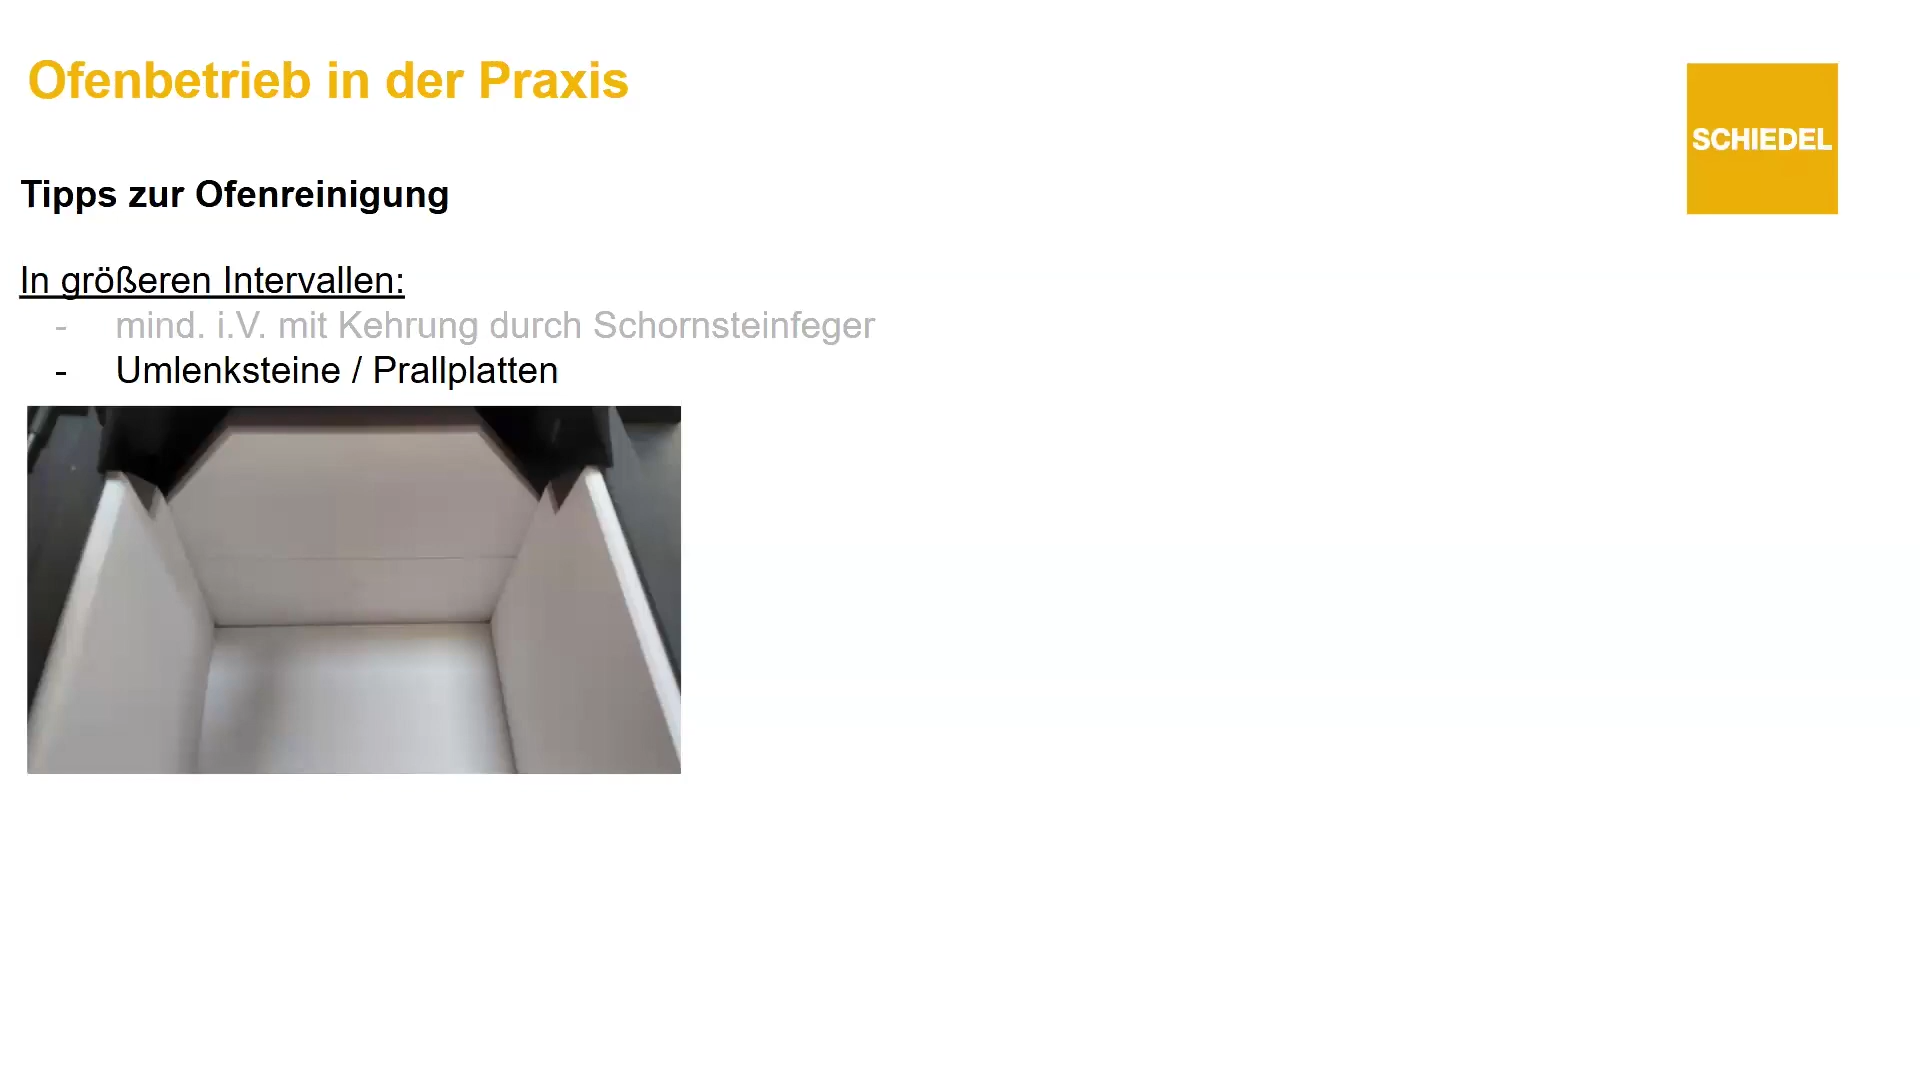 Ofenbetrieb in der Praxis
SCHIEDEL
Tipps zur Ofenreinigung
In größeren Intervallen:
- mind. i.V. mit Kehrung durch Schornsteinfeger
- Umlenksteine / Prallplatten